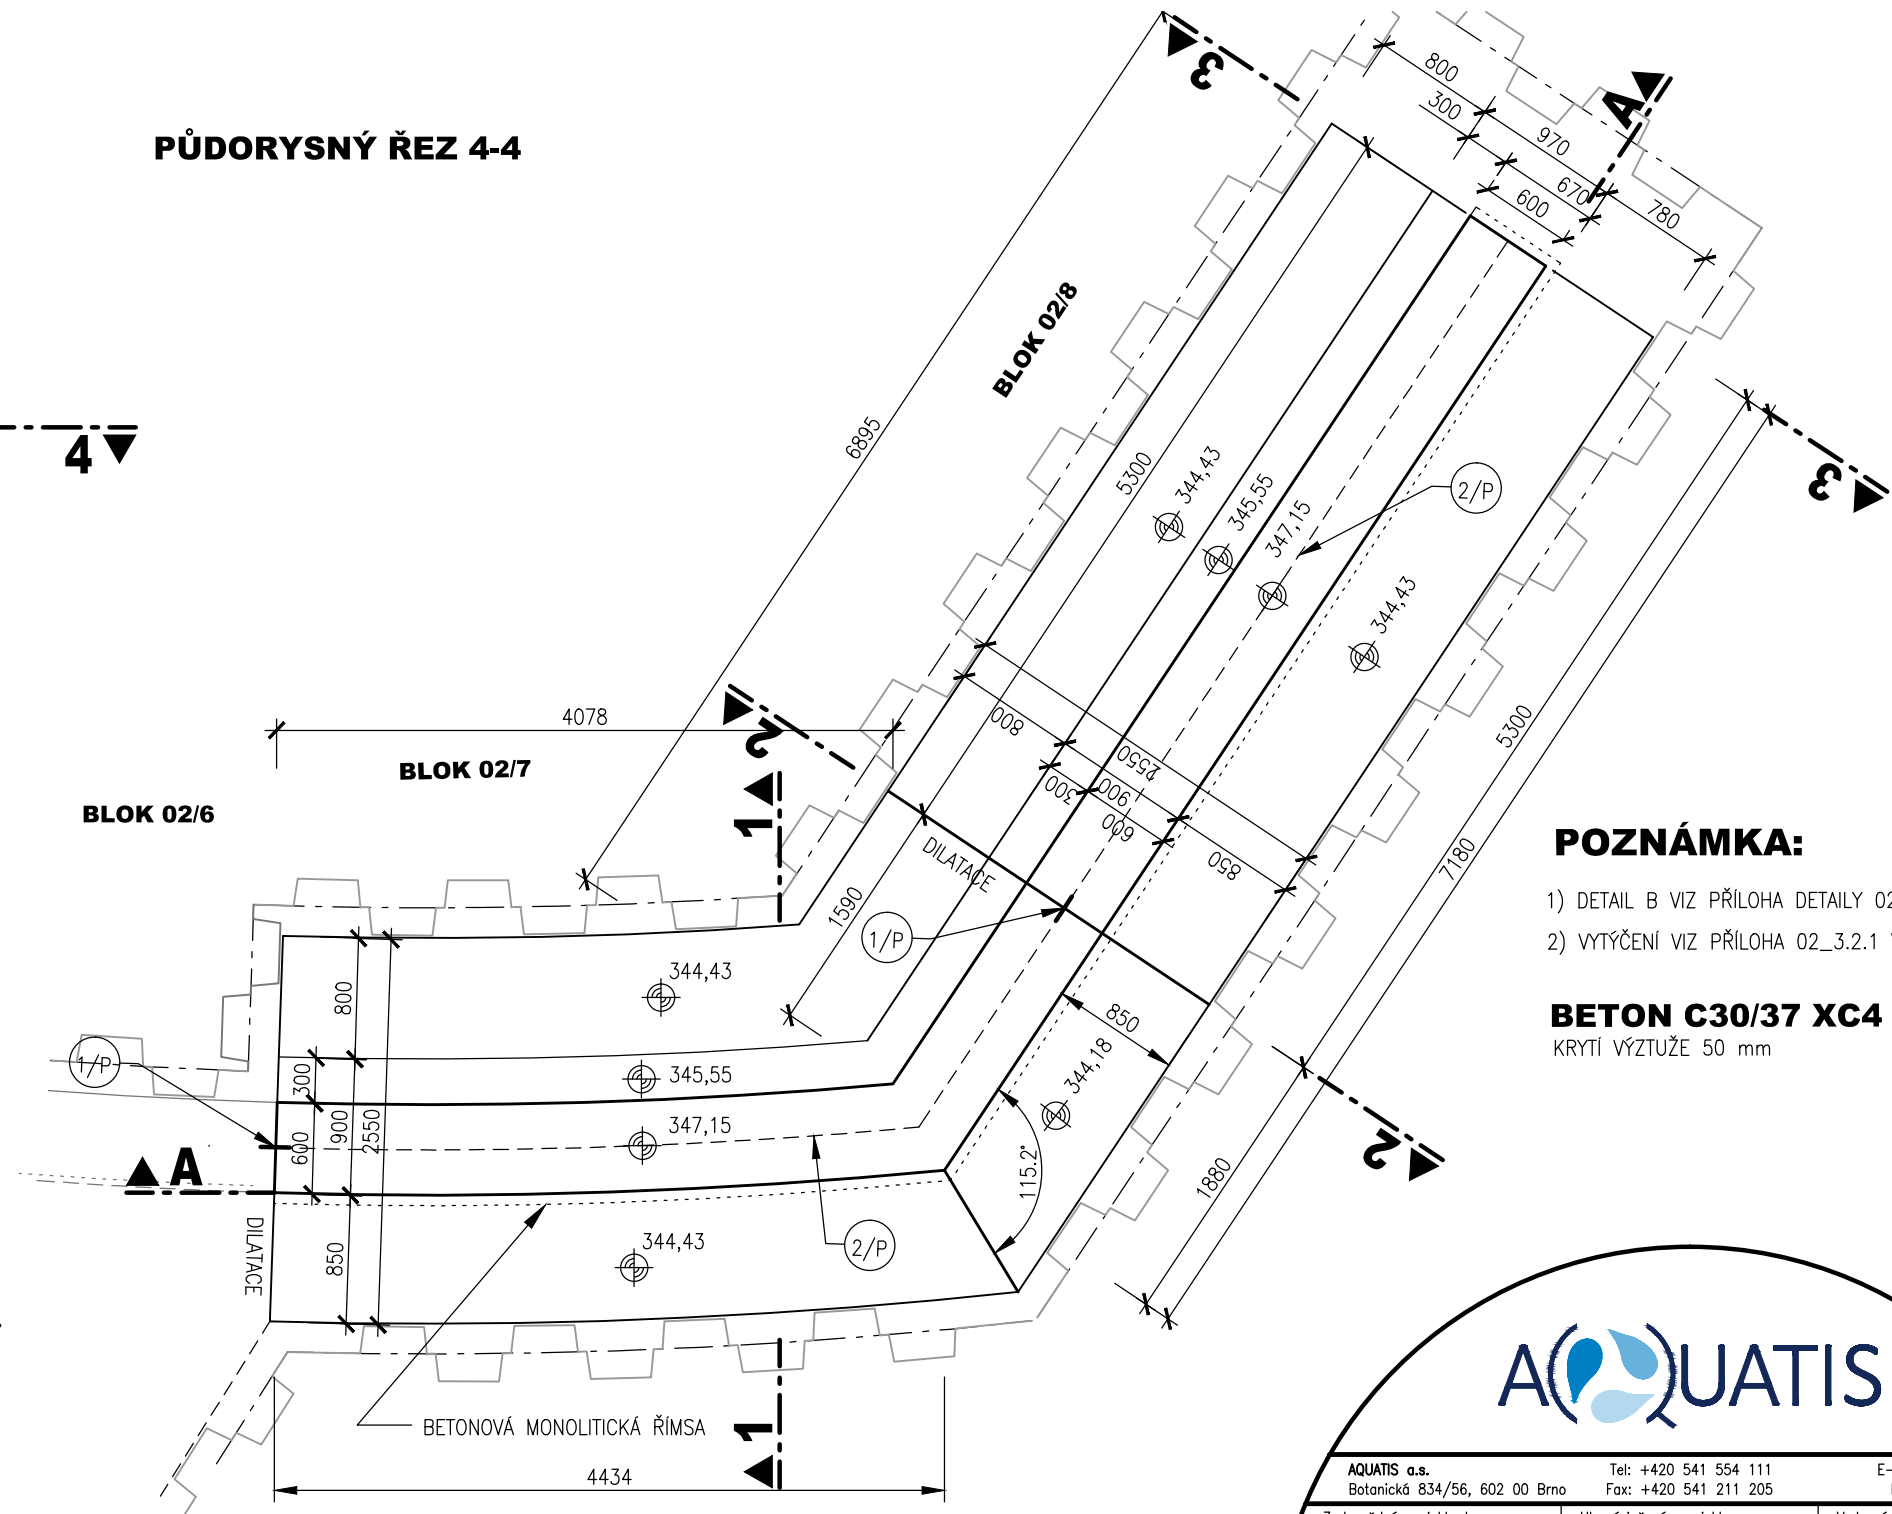 PŮDORYSNÝ ŘEZ 4-4
3
A
800
300
970
670
600
780
4
BLOK 02/8
6895
5300
344,43
345,55
347,15
2/P
344,43
3
4078
2
BLOK 02/7
1
BLOK 02/6
800
2550
300
900
600
850
5300
7180
DILATACE
1590
1/P
POZNÁMKA:
1) DETAIL B VIZ PŘÍLOHA DETAILY 02
2) VYTÝČENÍ VIZ PŘÍLOHA 02_3.2.1
BETON C30/37 XC4
KRYTÍ VÝZTUŽE 50 mm
344,43
800
850
344,18
1/P
300
345,55
600
900
2550
347,15
115.2°
1880
2
A
DILATACE
850
344,43
2/P
BETONOVÁ MONOLITICKÁ ŘÍMSA
1
4434
AQUATIS
AQUATIS a.s.
Botanická 834/56, 602 00 Brno
Tel: +420 541 554 111
Fax: +420 541 211 205
E-